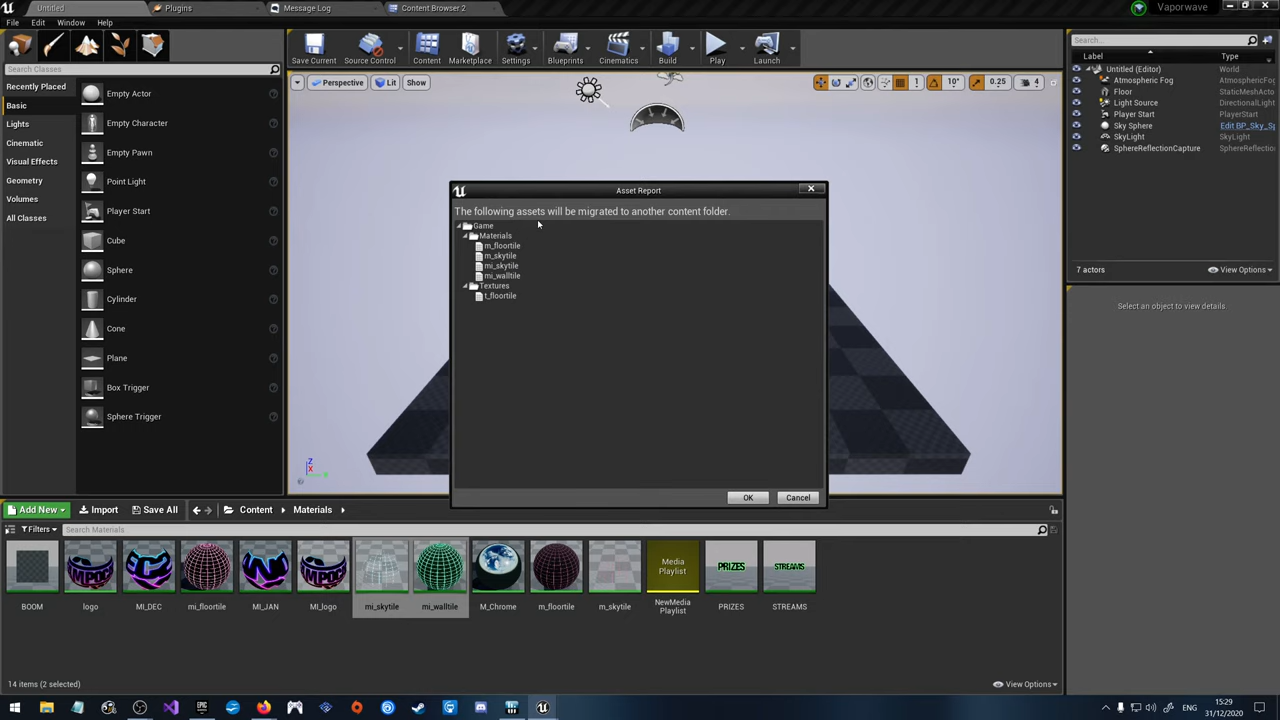 Untitled
Plugins
Message Log
Content Browser 2
Vaporwave
File Edit Window Help
Save Current
Source Control
Content
Marketplace
Settings
Blueprints
Cinematics
Build
Play
Launch
Search Classes
Recently Placed
Basic
Lights
Cinematic
Visual Effects
Geometry
Volumes
All Classes
Empty Actor
Empty Character
Empty Pawn
Point Light
Player Start
Cube
Sphere
Cylinder
Cone
Plane
Box Trigger
Sphere Trigger
Perspective Lit Show
1 10° 0.25 4
Z
X
Asset Report
The following assets will be migrated to another content folder.
Game
Materials
m_floortile
m_skytile
mi_skytile
mi_walltile
Textures
t_floortile
OK Cancel
Search...
Label Type
Untitled (Editor) World
Atmospheric Fog AtmosphericFog
Floor StaticMeshActor
Light Source DirectionalLight
Player Start PlayerStart
Sky Sphere Edit BP_Sky_Sp
SkyLight SkyLight
SphereReflectionCapture SphereReflection
7 actors View Options
Select an object to view details.
Add New Import Save All Content Materials
Filters Search Materials
BOOM
logo
MI_DEC
mi_floortile
MI_JAN
MI_logo
mi_skytile
mi_walltile
M_Chrome
m_floortile
m_skytile
Media
Playlist
NewMedia
Playlist
PRIZES
PRIZES
STREAMS
STREAMS
14 items (2 selected) View Options
15:29
31/12/2020